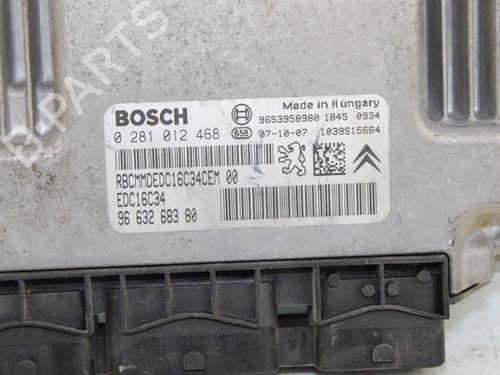 BOSCH
Made in Hungary
9653958980 1845 0934
0 281 012 468
658 07-10-07 1039S15664
RBCMMDEDC16C34CEM 00
EDC16C34
96 632 683 80